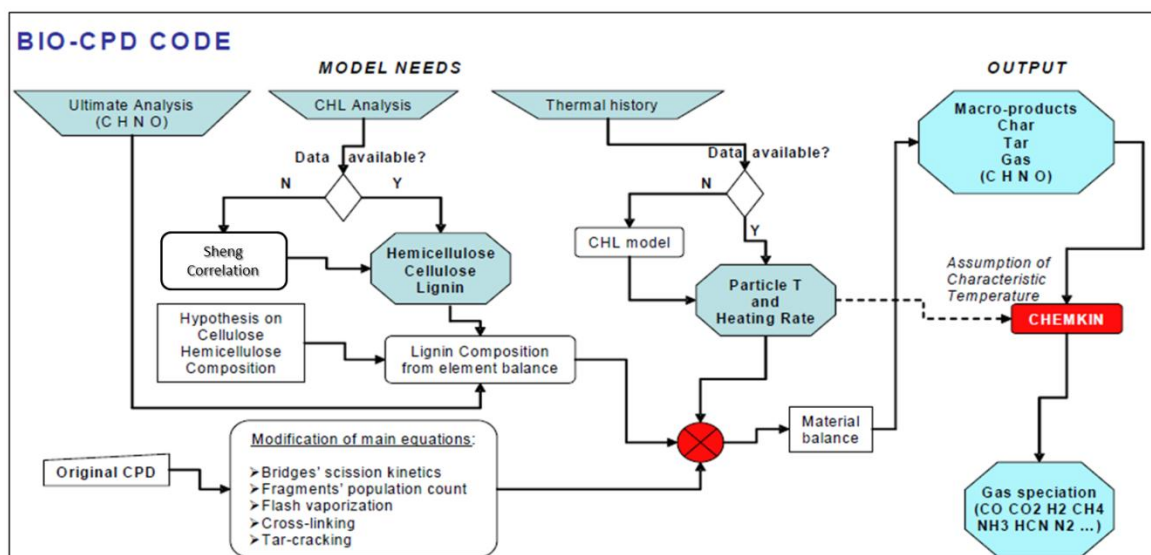 BIO-CPD CODE
MODEL NEEDS
OUTPUT
Ultimate Analysis
(C H N O)
CHL Analysis
Thermal history
Macro-products
Char
Tar
Gas
(C H N O)
Data available?
N
Y
Data available?
N
Y
Sheng
Correlation
Hemicellulose
Cellulose
Lignin
CHL model
Particle T
and
Heating Rate
Assumption of
Characteristic
Temperature
CHEMKIN
Hypothesis on
Cellulose
Hemicellulose
Composition
Lignin Composition
from element balance
Material
balance
Original CPD
Modification of main equations:
➢Bridges' scission kinetics
➢Fragments' population count
➢Flash vaporization
➢Cross-linking
➢Tar-cracking
Gas speciation
(CO CO2 H2 CH4
NH3 HCN N2 ...)